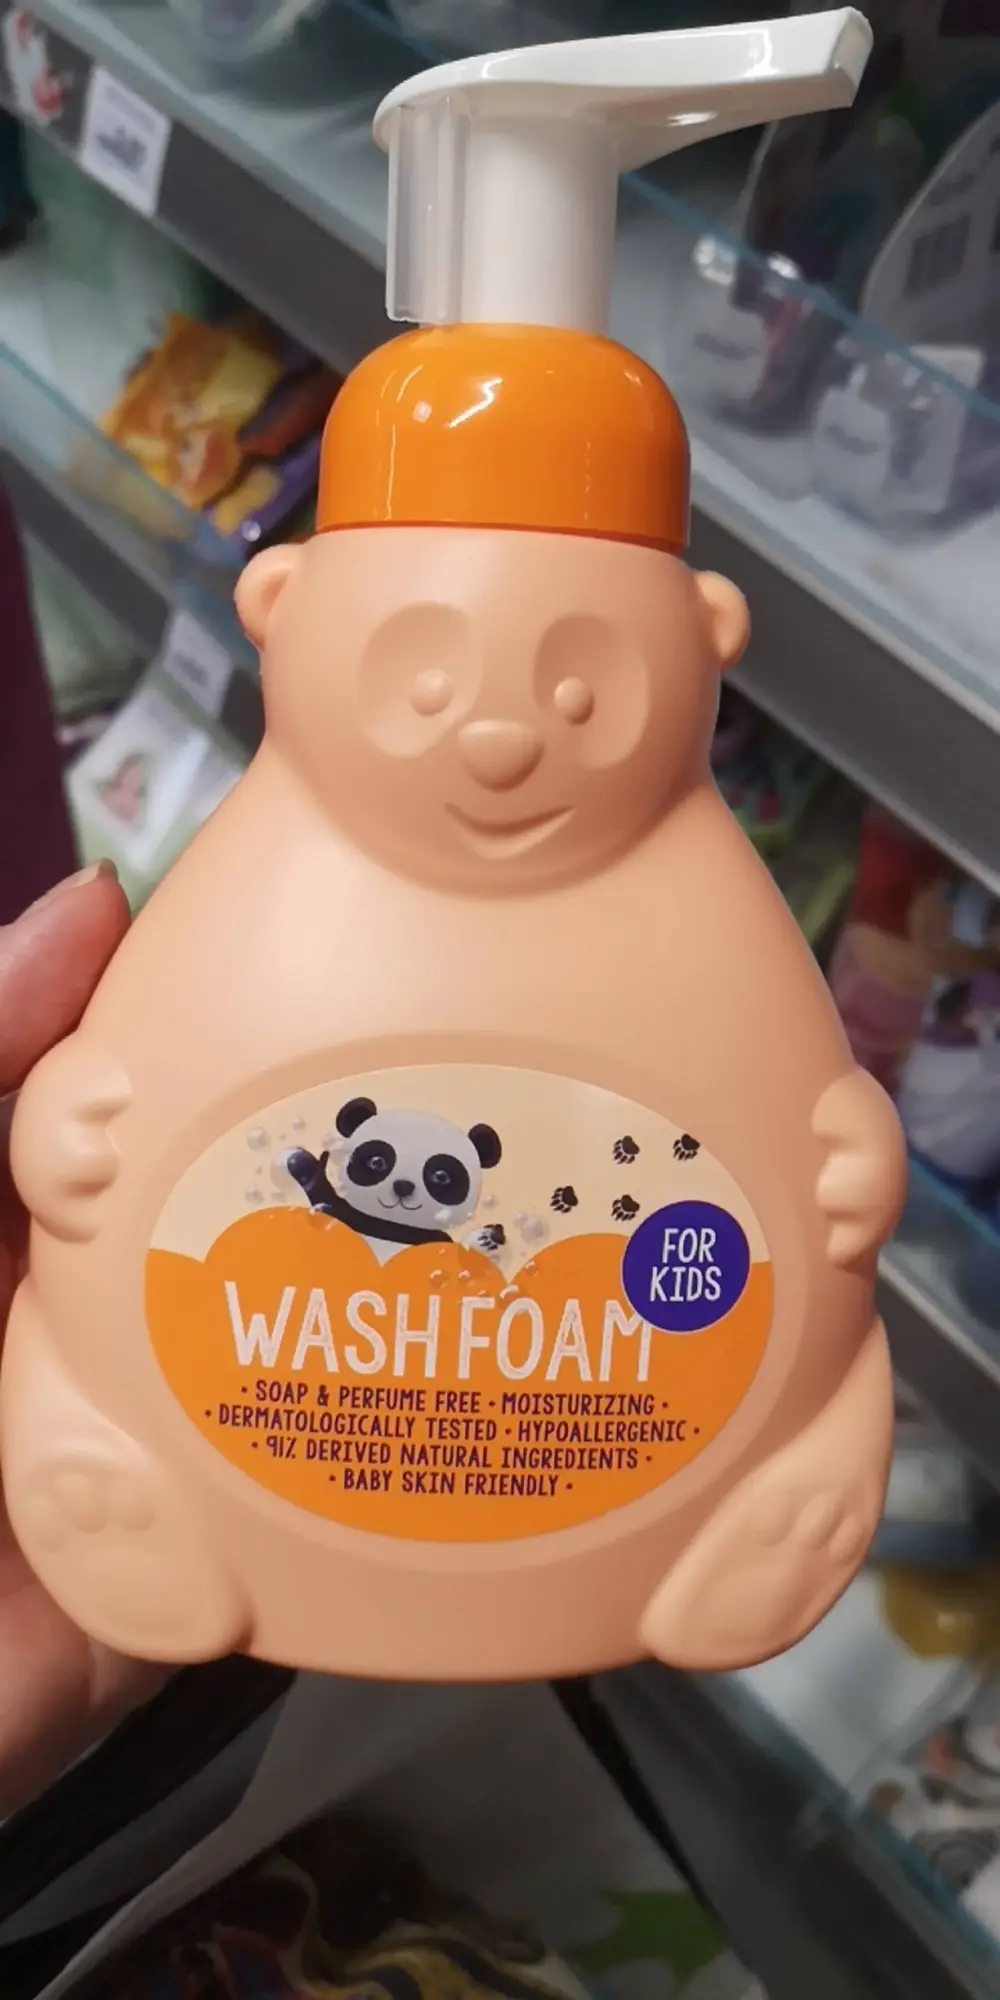 FOR
KIDS
WASH FOAM
· SOAP & PERFUME FREE · MOISTURIZING ·
· DERMATOLOGICALLY TESTED · HYPOALLERGENIC ·
· 91% DERIVED NATURAL INGREDIENTS ·
· BABY SKIN FRIENDLY ·